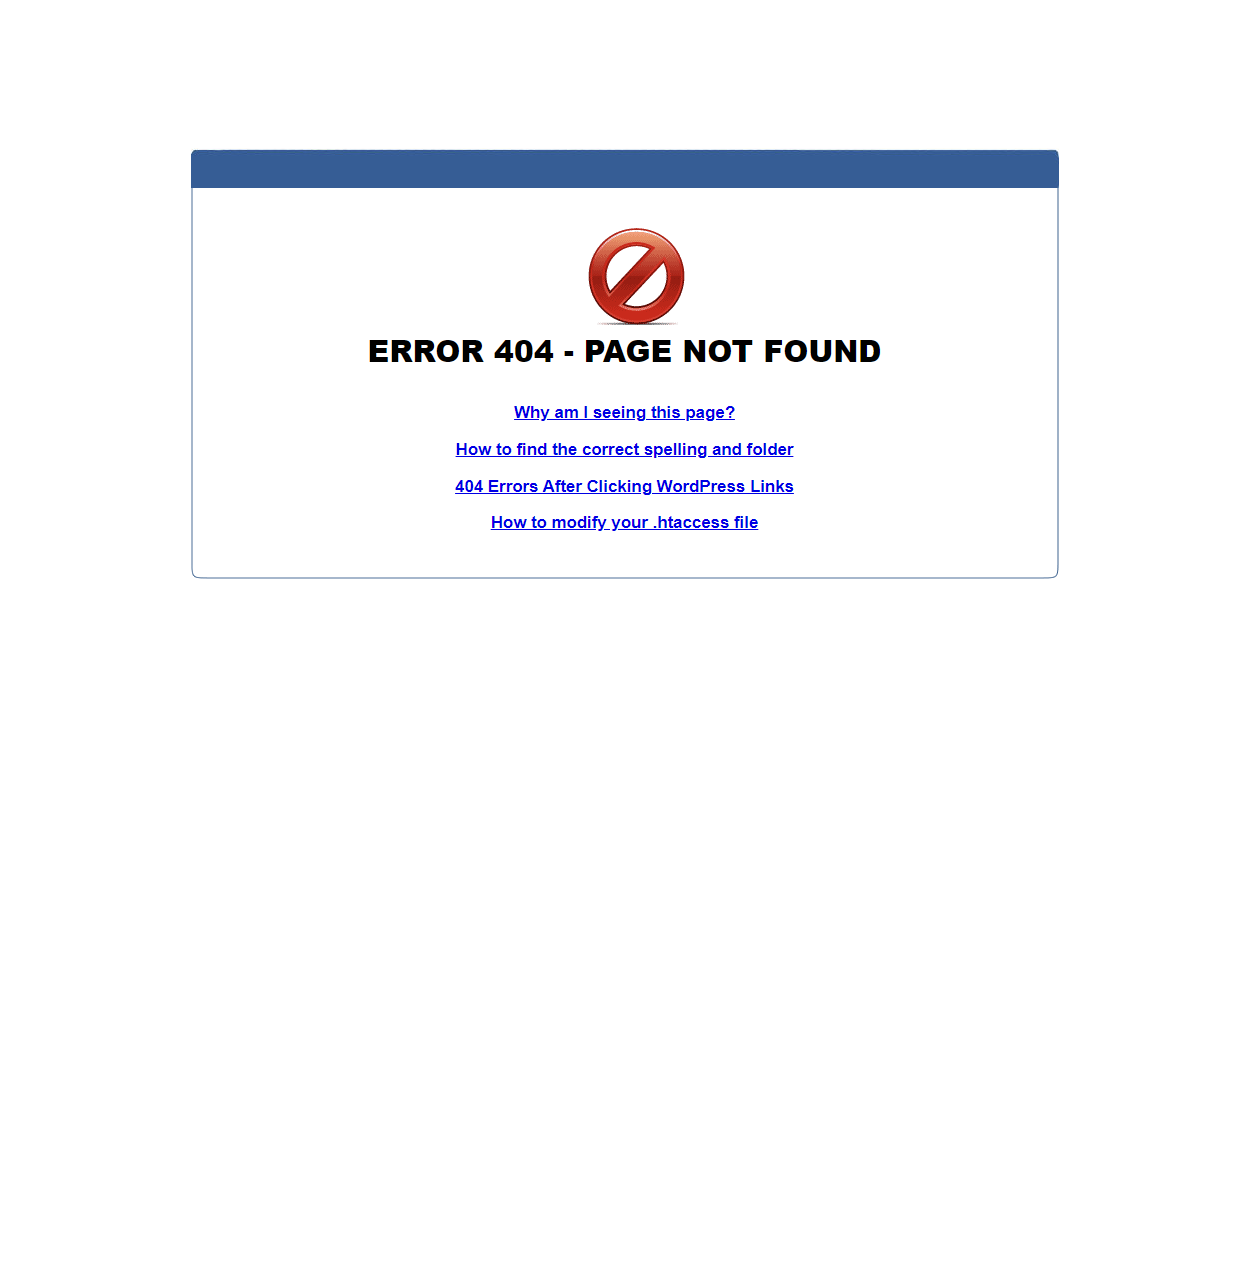 ERROR 404 - PAGE NOT FOUND
Why am I seeing this page?
How to find the correct spelling and folder
404 Errors After Clicking WordPress Links
How to modify your .htaccess file